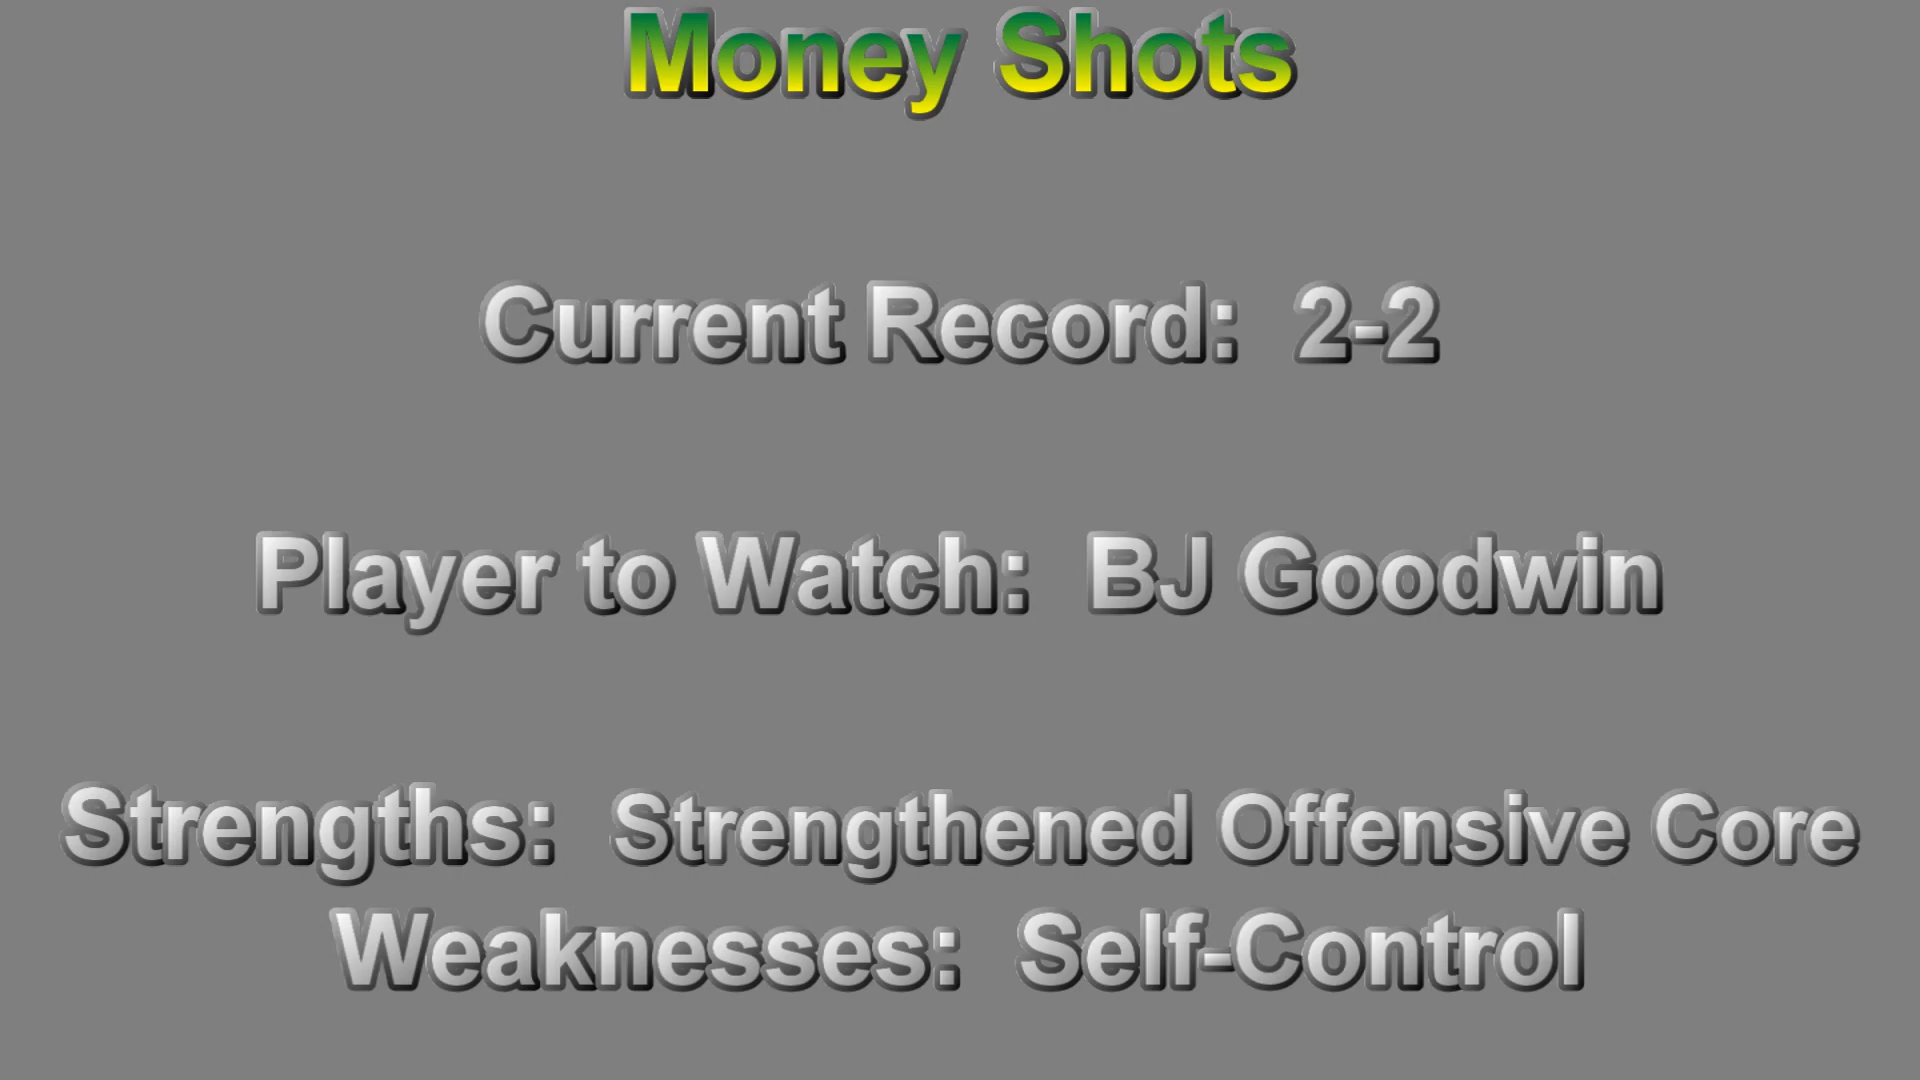 Money Shots
Current Record:  2-2
Player to Watch:  BJ Goodwin
Strengths:  Strengthened Offensive Core
Weaknesses:  Self-Control